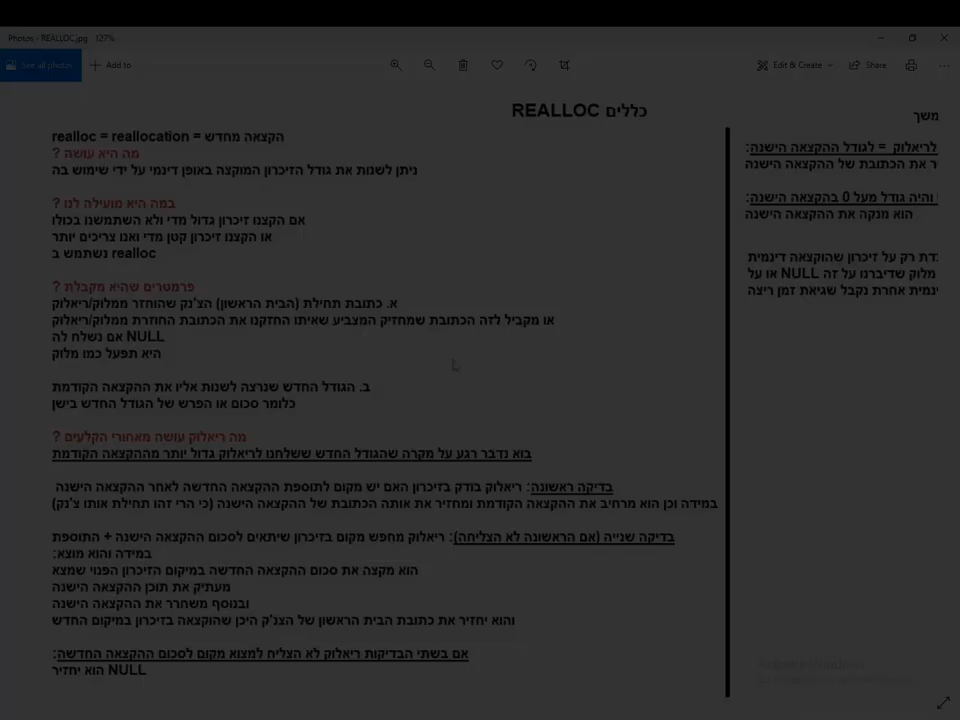 Photos - REALLOC.jpg 127%
See all photos
Add to
Edit & Create
Share
כללים REALLOC
realloc = reallocation = הקצאה מחדש
מה היא עושה ?
ניתן לשנות את גודל הזיכרון המוקצה באופן דינמי על ידי שימוש בה
במה היא מועילה לנו ?
אם הקצנו זיכרון גדול מדי ולא השתמשנו בכולו
או הקצנו זיכרון קטן מדי ואנו צריכים יותר
נשתמש ב realloc
פרמטרים שהיא מקבלת ?
א. כתובת תחילת (הבית הראשון) הצ'נק שהוחזר ממלוק/ריאלוק
או מקביל לזה הכתובת שמחזיק המצביע שאיתו החזקנו את הכתובת החוזרת ממלוק/ריאלוק
אם נשלח לה NULL
היא תפעל כמו מלוק
ב. הגודל החדש שנרצה לשנות אליו את ההקצאה הקודמת
כלומר סכום או הפרש של הגודל החדש בישן
מה ריאלוק עושה מאחורי הקלעים ?
בוא נדבר רגע על מקרה שהגודל החדש ששלחנו לריאלוק גדול יותר מההקצאה הקודמת
בדיקה ראשונה: ריאלוק בודק בזיכרון האם יש מקום לתוספת ההקצאה החדשה לאחר ההקצאה הישנה
במידה וכן הוא מרחיב את ההקצאה הקודמת ומחזיר את אותה הכתובת של ההקצאה הישנה (כי הרי זהו תחילת אותו צ'נק)
בדיקה שנייה (אם הראשונה לא הצליחה): ריאלוק מחפש מקום בזיכרון שיתאים לסכום ההקצאה הישנה + התוספת
במידה והוא מוצא:
הוא מקצה את סכום ההקצאה החדשה במיקום הזיכרון הפנוי שמצא
מעתיק את תוכן ההקצאה הישנה
ובנוסף משחרר את ההקצאה הישנה
והוא יחזיר את כתובת הבית הראשון של הצנ'ק היכן שהוקצאה בזיכרון במיקום החדש
אם בשתי הבדיקות ריאלוק לא הצליח למצוא מקום לסכום ההקצאה החדשה:
הוא יחזיר NULL
משך
לריאלוק = לגודל ההקצאה הישנה:
ר את הכתובת של ההקצאה הישנה
והיה גודל מעל 0 בהקצאה הישנה:
הוא מנקה את ההקצאה הישנה
בדת רק על זיכרון שהוקצאה דינמית
מלוק שדיברנו על זה NULL או על
ינמית אחרת נקבל שגיאת זמן ריצה
Activate Windows